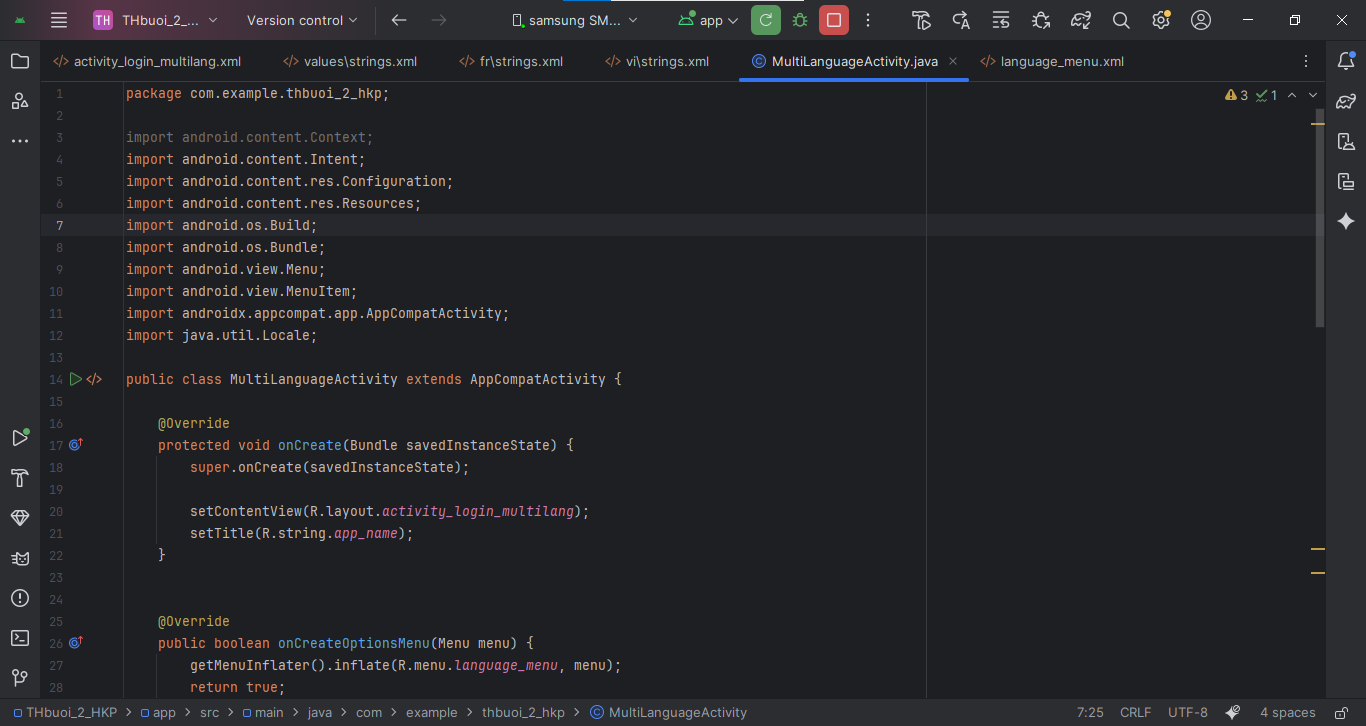 TH THbuoi_2_... Version control samsung SM... app
activity_login_multilang.xml values\strings.xml fr\strings.xml vi\strings.xml MultiLanguageActivity.java language_menu.xml
3 1
1 package com.example.thbuoi_2_hkp;
2
3 import android.content.Context;
4 import android.content.Intent;
5 import android.content.res.Configuration;
6 import android.content.res.Resources;
7 import android.os.Build;
8 import android.os.Bundle;
9 import android.view.Menu;
10 import android.view.MenuItem;
11 import androidx.appcompat.app.AppCompatActivity;
12 import java.util.Locale;
13
14 public class MultiLanguageActivity extends AppCompatActivity {
15
16 @Override
17 protected void onCreate(Bundle savedInstanceState) {
18 super.onCreate(savedInstanceState);
19
20 setContentView(R.layout.activity_login_multilang);
21 setTitle(R.string.app_name);
22 }
23
24
25 @Override
26 public boolean onCreateOptionsMenu(Menu menu) {
27 getMenuInflater().inflate(R.menu.language_menu, menu);
28 return true;
THbuoi_2_HKP > app > src > main > java > com > example > thbuoi_2_hkp > MultiLanguageActivity 7:25 CRLF UTF-8 4 spaces